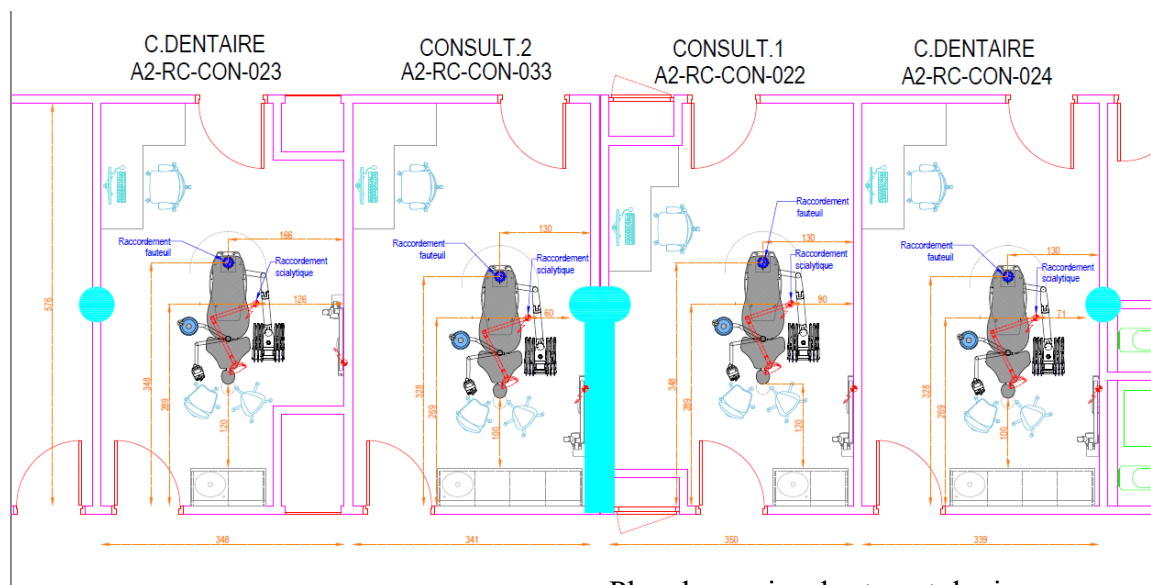 C.DENTAIRE
A2-RC-CON-023
CONSULT.2
A2-RC-CON-033
CONSULT.1
A2-RC-CON-022
C.DENTAIRE
A2-RC-CON-024
576
Raccordement
fauteuil
166
Raccordement
scialytique
126
348
289
120
348
Raccordement
fauteuil
130
Raccordement
scialytique
60
328
269
100
341
Raccordement
fauteuil
130
Raccordement
scialytique
90
348
289
120
350
Raccordement
fauteuil
130
Raccordement
scialytique
71
328
269
100
339